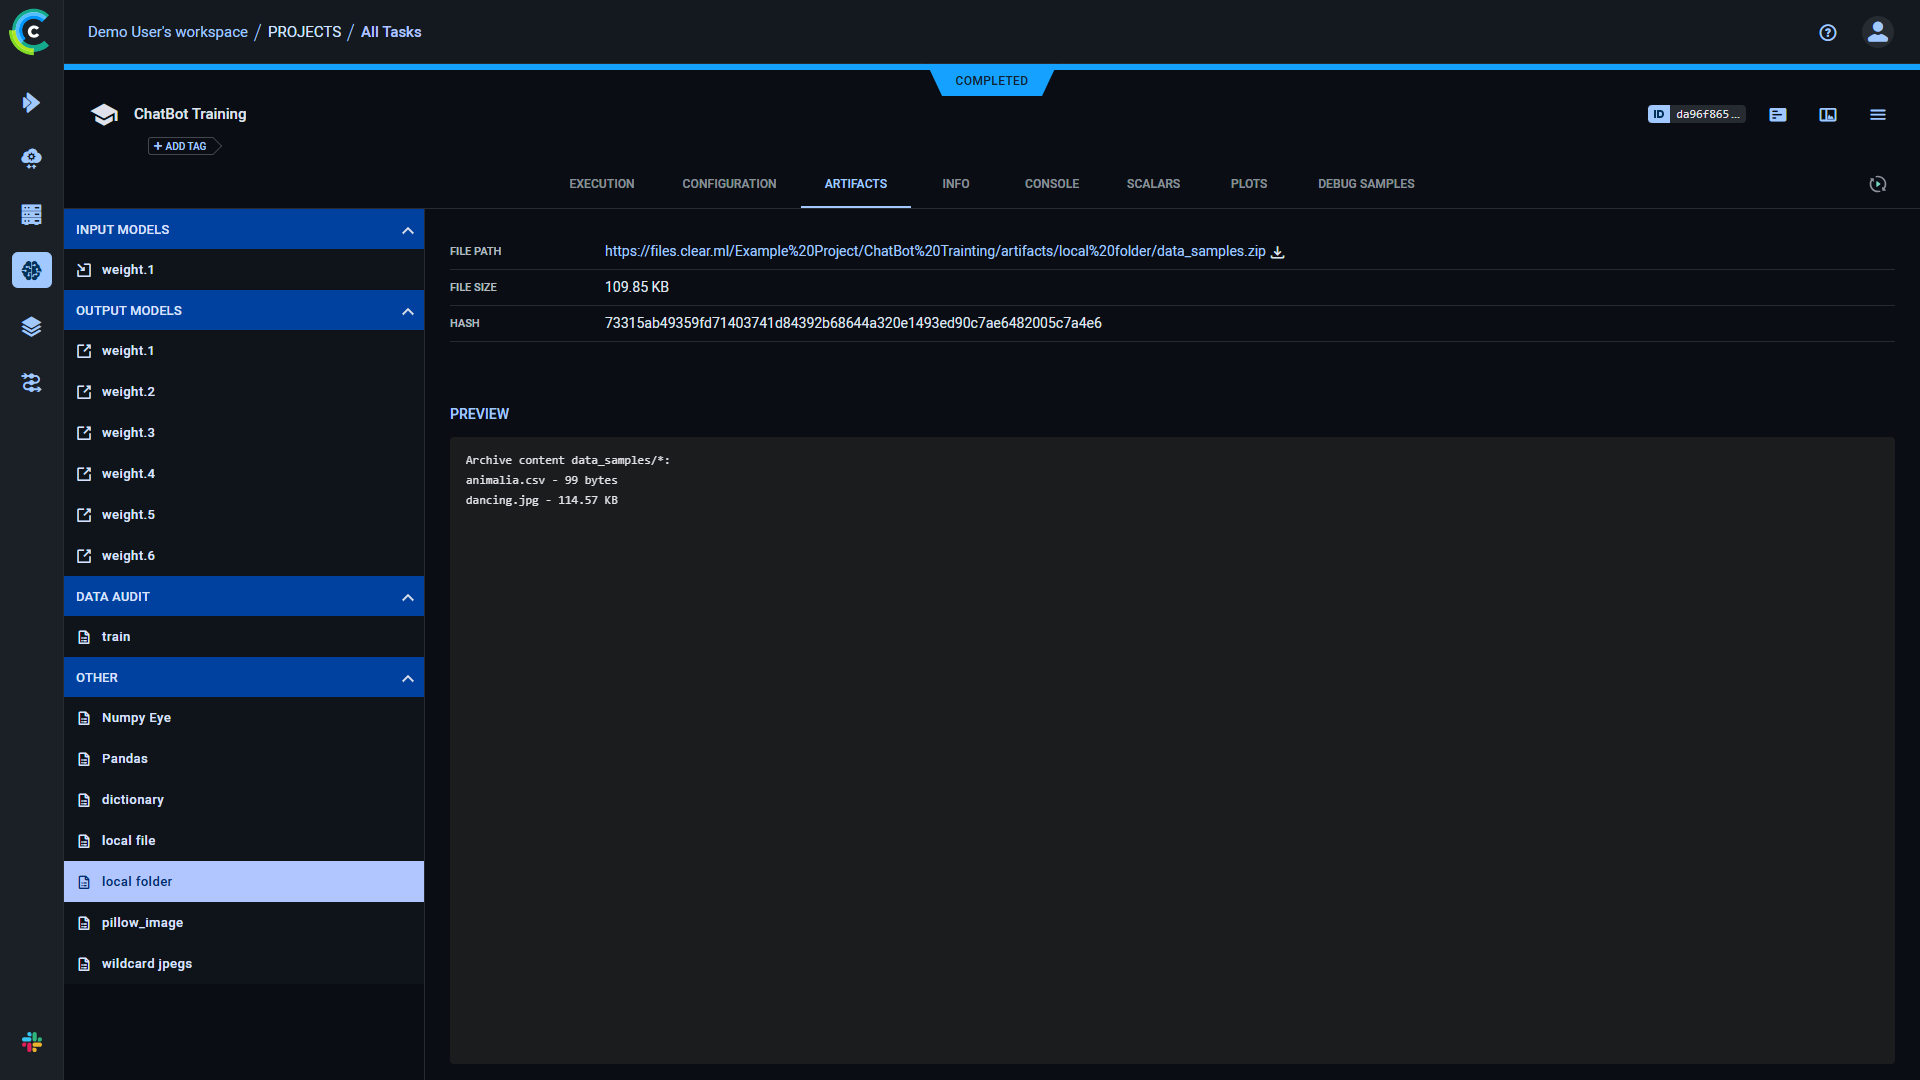 Demo User's workspace / PROJECTS / All Tasks
COMPLETED
ChatBot Training
ID da96f865...
+ ADD TAG
EXECUTION CONFIGURATION ARTIFACTS INFO CONSOLE SCALARS PLOTS DEBUG SAMPLES
INPUT MODELS
weight.1
OUTPUT MODELS
weight.1
weight.2
weight.3
weight.4
weight.5
weight.6
DATA AUDIT
train
OTHER
Numpy Eye
Pandas
dictionary
local file
local folder
pillow_image
wildcard jpegs
FILE PATH https://files.clear.ml/Example%20Project/ChatBot%20Trainting/artifacts/local%20folder/data_samples.zip
FILE SIZE 109.85 KB
HASH 73315ab49359fd71403741d84392b68644a320e1493ed90c7ae6482005c7a4e6
PREVIEW
Archive content data_samples/*:
animalia.csv - 99 bytes
dancing.jpg - 114.57 KB